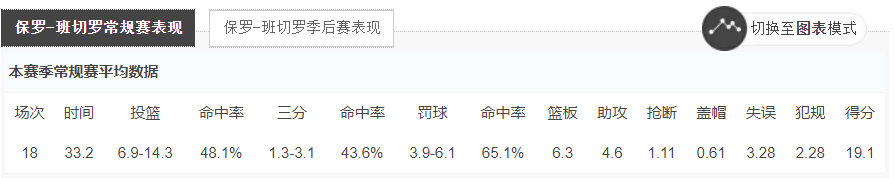 保罗-班切罗常规赛表现 保罗-班切罗季后赛表现 切换至图表模式
本赛季常规赛平均数据
场次 时间 投篮 命中率 三分 命中率 罚球 命中率 篮板 助攻 抢断 盖帽 失误 犯规 得分
18 33.2 6.9-14.3 48.1% 1.3-3.1 43.6% 3.9-6.1 65.1% 6.3 4.6 1.11 0.61 3.28 2.28 19.1